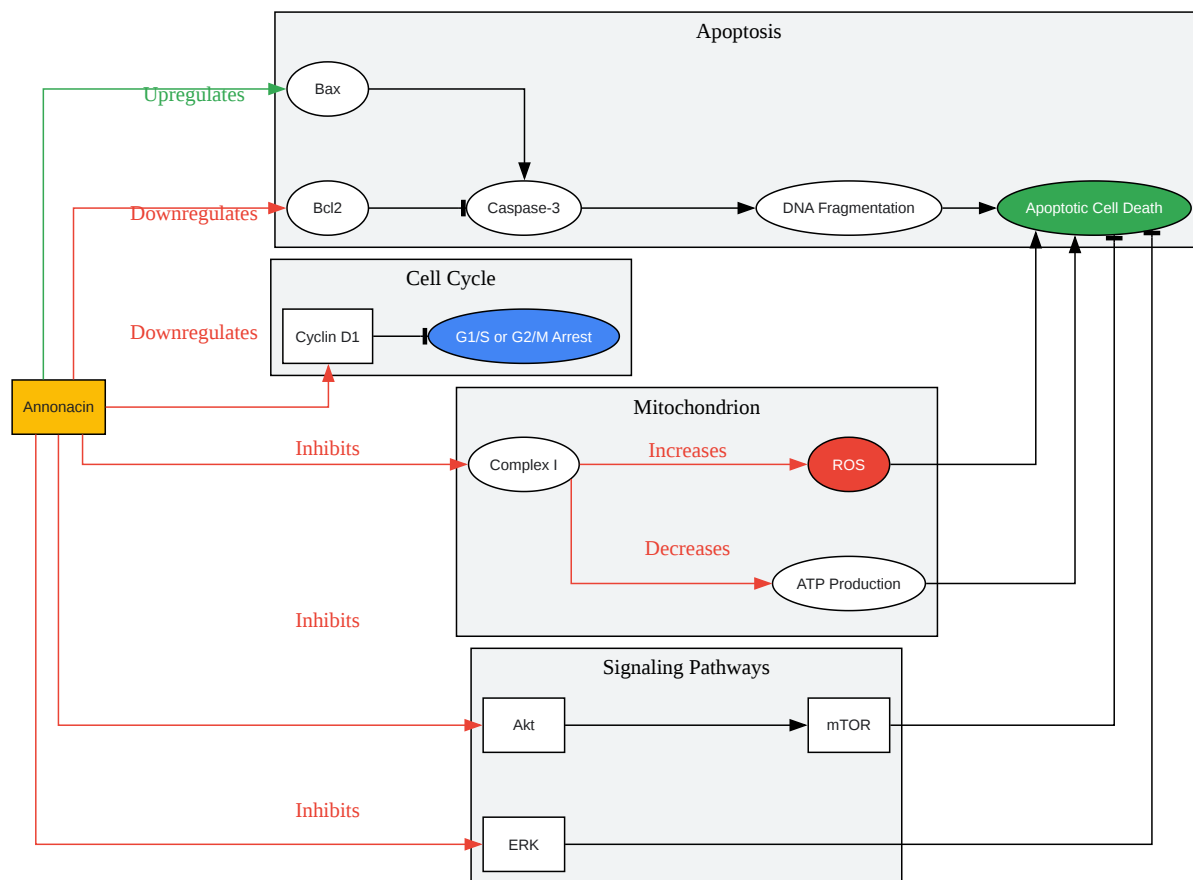 Apoptosis
Upregulates
Bax
Downregulates
Bcl2
Caspase-3
DNA Fragmentation
Apoptotic Cell Death
Cell Cycle
Downregulates
Cyclin D1
G1/S or G2/M Arrest
Annonacin
Mitochondrion
Inhibits
Complex I
Increases
ROS
Decreases
ATP Production
Inhibits
Signaling Pathways
Akt
mTOR
Inhibits
ERK